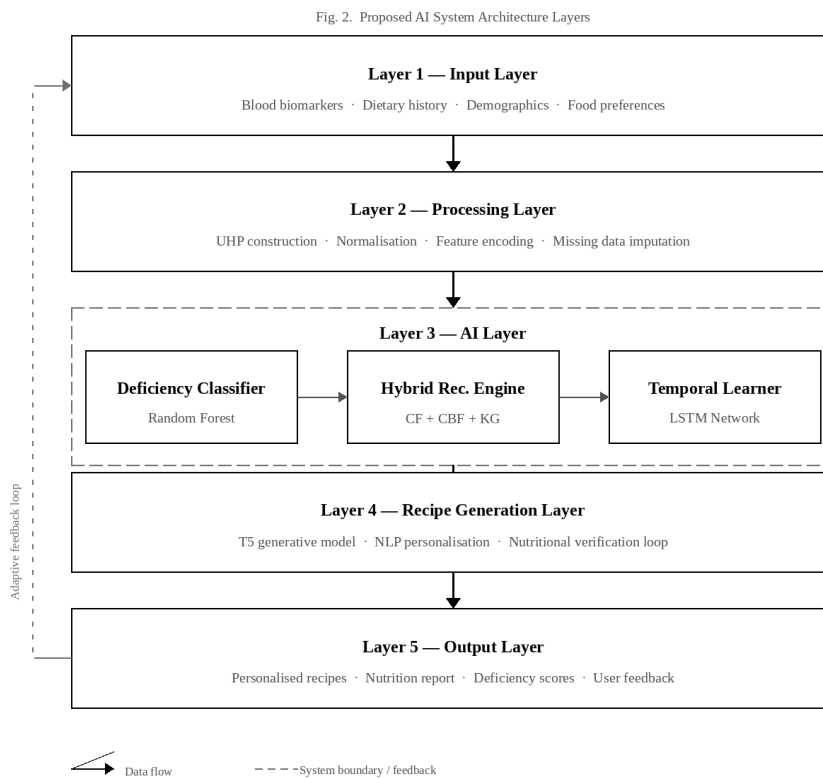 Fig. 2. Proposed AI System Architecture Layers
Layer 1 — Input Layer
Blood biomarkers · Dietary history · Demographics · Food preferences
Layer 2 — Processing Layer
UHP construction · Normalisation · Feature encoding · Missing data imputation
Layer 3 — AI Layer
Deficiency Classifier
Random Forest
Hybrid Rec. Engine
CF + CBF + KG
Temporal Learner
LSTM Network
Layer 4 — Recipe Generation Layer
T5 generative model · NLP personalisation · Nutritional verification loop
Adaptive feedback loop
Layer 5 — Output Layer
Personalised recipes · Nutrition report · Deficiency scores · User feedback
Data flow
System boundary / feedback